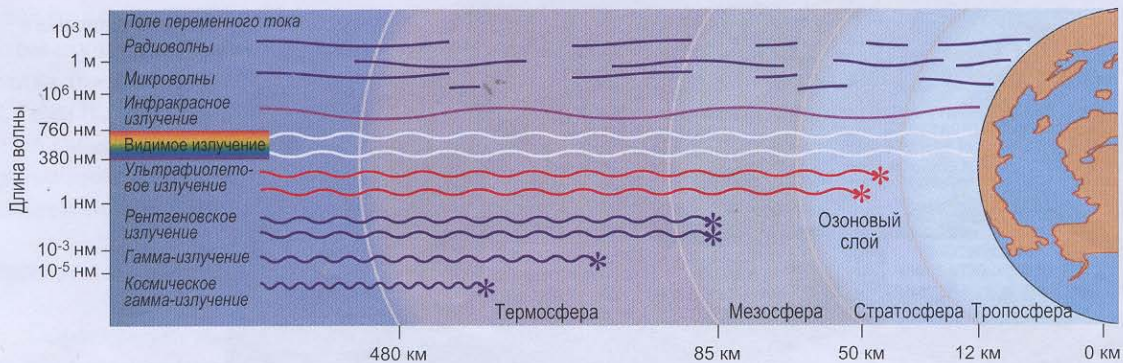 Длина волны
Поле переменного тока
10³ м
Радиоволны
1 м
Микроволны
10⁶ нм
Инфракрасное
излучение
760 нм
Видимое излучение
380 нм
Ультрафиолето-
вое излучение
1 нм
Рентгеновское
излучение
10⁻³ нм
Гамма-излучение
10⁻⁵ нм
Космическое
гамма-излучение
Озоновый
слой
Термосфера
Мезосфера
Стратосфера
Тропосфера
480 км
85 км
50 км
12 км
0 км